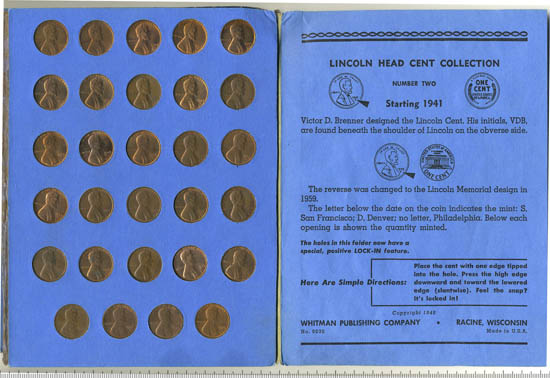 LINCOLN HEAD CENT COLLECTION
NUMBER TWO
Starting 1941
ONE
CENT
Victor D. Brenner designed the Lincoln Cent. His initials, VDB,
are found beneath the shoulder of Lincoln on the obverse side.
ONE CENT
The reverse was changed to the Lincoln Memorial design in
1959.
The letter below the date on the coin indicates the mint: S.
San Francisco; D. Denver; no letter, Philadelphia. Below each
opening is shown the quantity minted.
The holes in this folder now have a
special, positive LOCK-IN feature.
Here Are Simple Directions:
Place the cent with one edge tipped
into the hole. Press the high edge
downward and toward the lowered
edge (slantwise). Feel the snap?
It's locked in!
Copyright
WHITMAN PUBLISHING COMPANY • RACINE, WISCONSIN
No. Made in U.S.A.